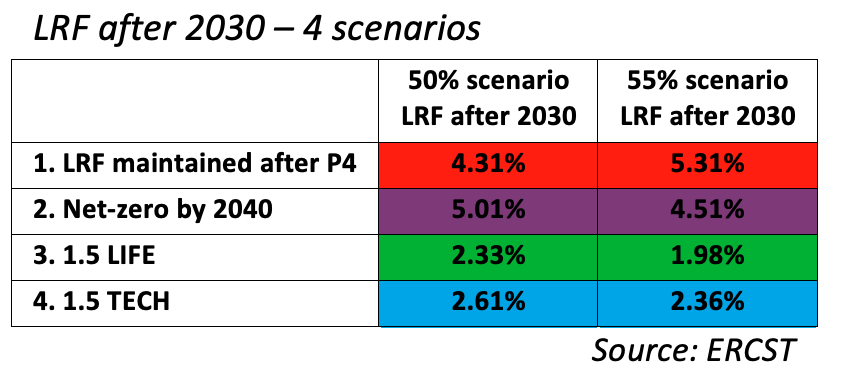 LRF after 2030 – 4 scenarios
50% scenario 55% scenario
LRF after 2030 LRF after 2030
1. LRF maintained after P4 4.31% 5.31%
2. Net-zero by 2040 5.01% 4.51%
3. 1.5 LIFE 2.33% 1.98%
4. 1.5 TECH 2.61% 2.36%
Source: ERCST